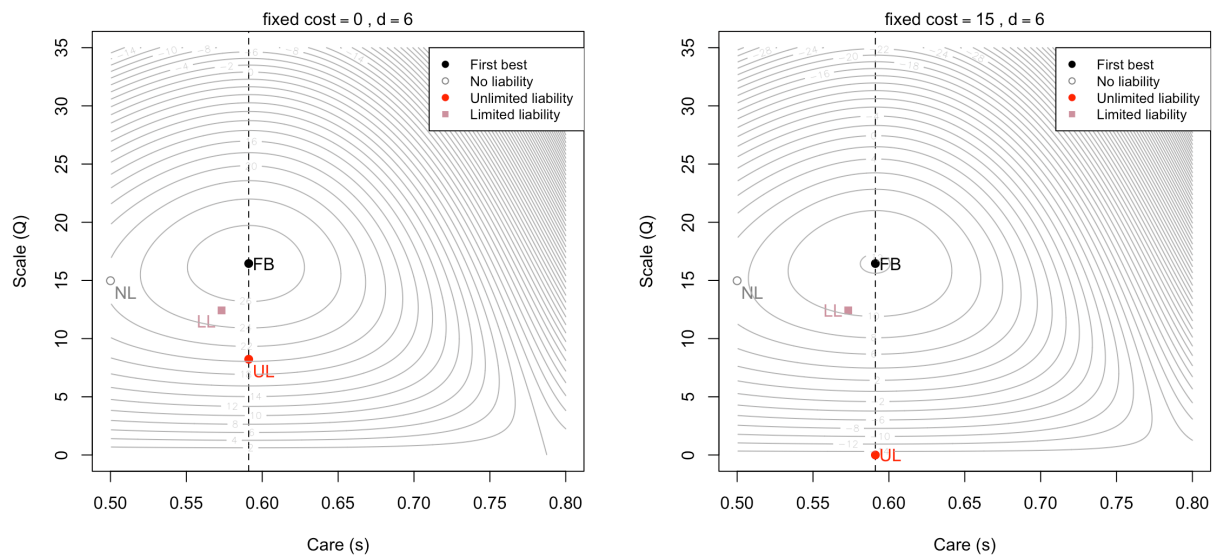 fixed cost = 0 , d = 6
Scale (Q)
35
30
25
20
15
10
5
0
First best
No liability
Unlimited liability
Limited liability
FB
NL
LL
UL
0.50 0.55 0.60 0.65 0.70 0.75 0.80
Care (s)
fixed cost = 15 , d = 6
Scale (Q)
35
30
25
20
15
10
5
0
First best
No liability
Unlimited liability
Limited liability
FB
NL
LL
UL
0.50 0.55 0.60 0.65 0.70 0.75 0.80
Care (s)